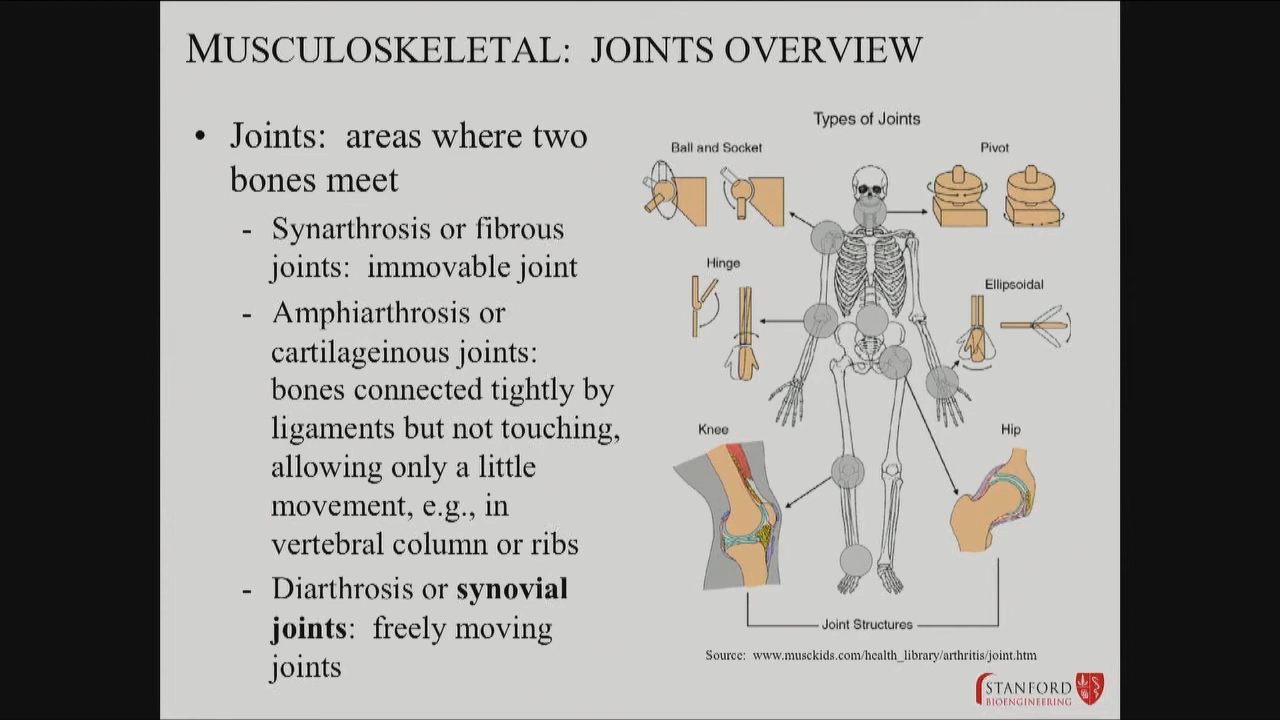 MUSCULOSKELETAL: JOINTS OVERVIEW
• Joints: areas where two
bones meet
- Synarthrosis or fibrous
joints: immovable joint
- Amphiarthrosis or
cartilageinous joints:
bones connected tightly by
ligaments but not touching,
allowing only a little
movement, e.g., in
vertebral column or ribs
- Diarthrosis or synovial
joints: freely moving
joints
Types of Joints
Ball and Socket
Pivot
Hinge
Ellipsoidal
Knee
Hip
Joint Structures
Source: www.musckids.com/health_library/arthritis/joint.htm
STANFORD
BIOENGINEERING